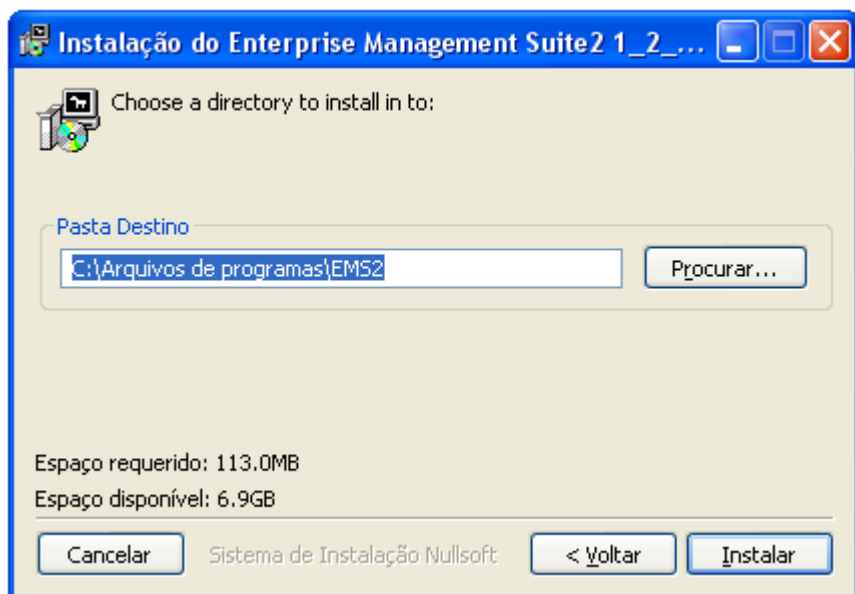 Instalação do Enterprise Management Suite2 1_2_...
Choose a directory to install in to:
Pasta Destino
C:\Arquivos de programas\EMS2
Procurar...
Espaço requerido: 113.0MB
Espaço disponível: 6.9GB
Cancelar
Sistema de Instalação Nullsoft
< Voltar
Instalar